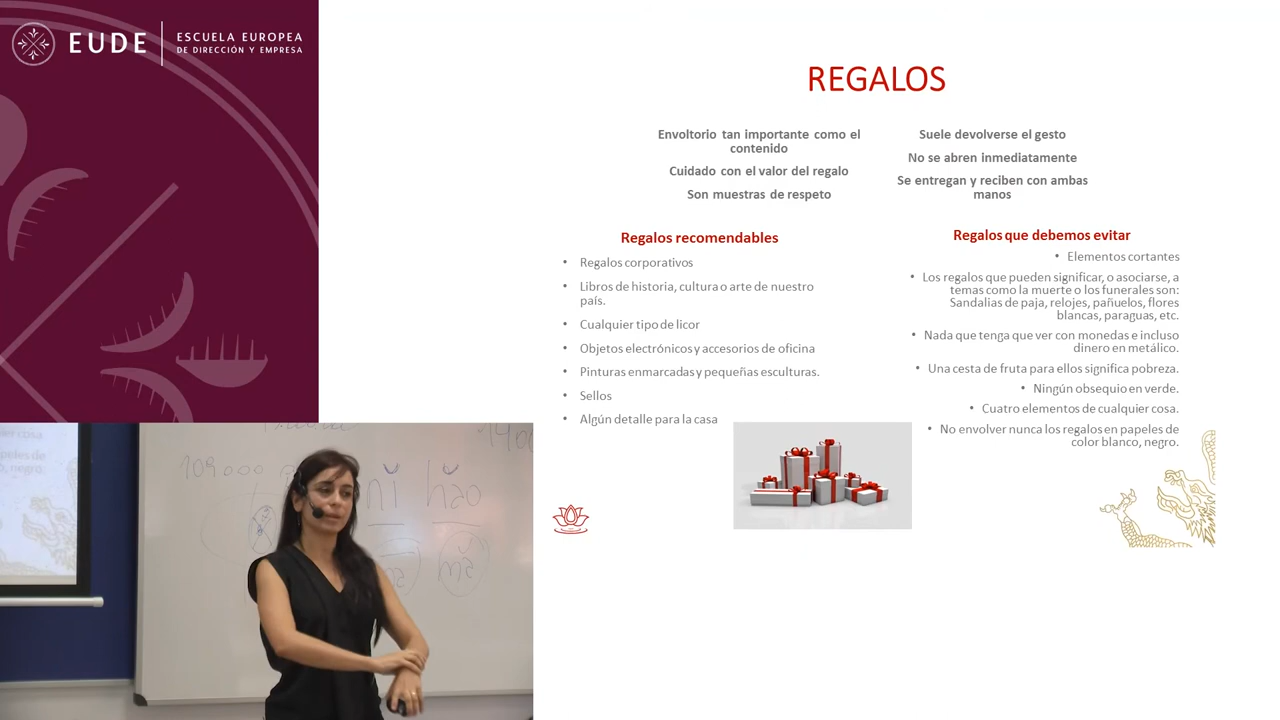 EUDE
ESCUELA EUROPEA
DE DIRECCIÓN Y EMPRESA
REGALOS
Envoltorio tan importante como el
contenido
Cuidado con el valor del regalo
Son muestras de respeto
Suele devolverse el gesto
No se abren inmediatamente
Se entregan y reciben con ambas
manos
Regalos recomendables
• Regalos corporativos
• Libros de historia, cultura o arte de nuestro
país.
• Cualquier tipo de licor
• Objetos electrónicos y accesorios de oficina
• Pinturas enmarcadas y pequeñas esculturas.
• Sellos
• Algún detalle para la casa
Regalos que debemos evitar
• Elementos cortantes
• Los regalos que pueden significar, o asociarse, a
temas como la muerte o los funerales son:
Sandalias de paja, relojes, pañuelos, flores
blancas, paraguas, etc.
• Nada que tenga que ver con monedas e incluso
dinero en metálico.
• Una cesta de fruta para ellos significa pobreza.
• Ningún obsequio en verde.
• Cuatro elementos de cualquier cosa.
• No envolver nunca los regalos en papeles de
color blanco, negro.
cosa.
peles de
o, negro.
109000
nǐ hǎo